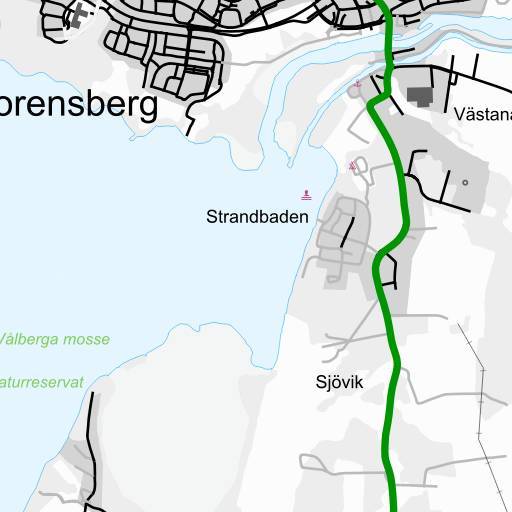 orensberg
Västana
Strandbaden
Vålberga mosse
aturreservat
Sjövik